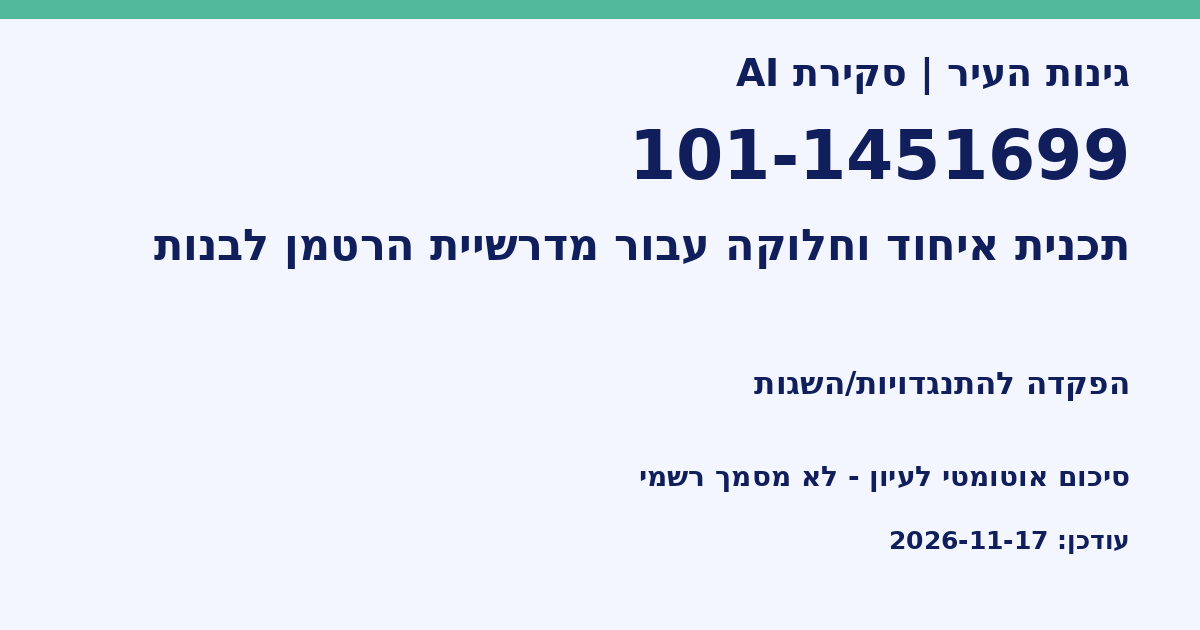 גינות העיר | סקירת AI
101-1451699
תכנית איחוד וחלוקה עבור מדרשיית הרטמן לבנות
הפקדה להתנגדויות/השגות
סיכום אוטומטי לעיון - לא מסמך רשמי
עודכן: 2026-11-17